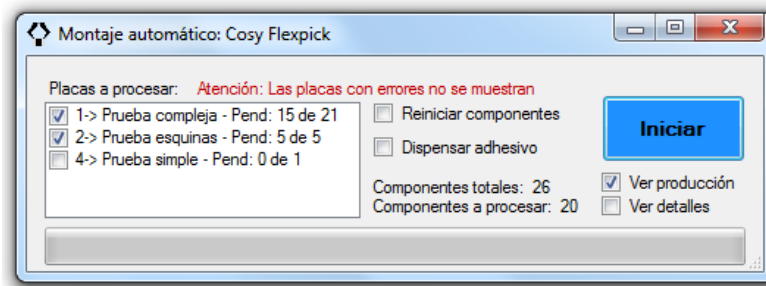 Montaje automático: Cosy Flexpick
Placas a procesar: Atención: Las placas con errores no se muestran
1-> Prueba compleja - Pend: 15 de 21
2-> Prueba esquinas - Pend: 5 de 5
4-> Prueba simple - Pend: 0 de 1
Reiniciar componentes
Dispensar adhesivo
Componentes totales: 26
Componentes a procesar: 20
Iniciar
Ver producción
Ver detalles